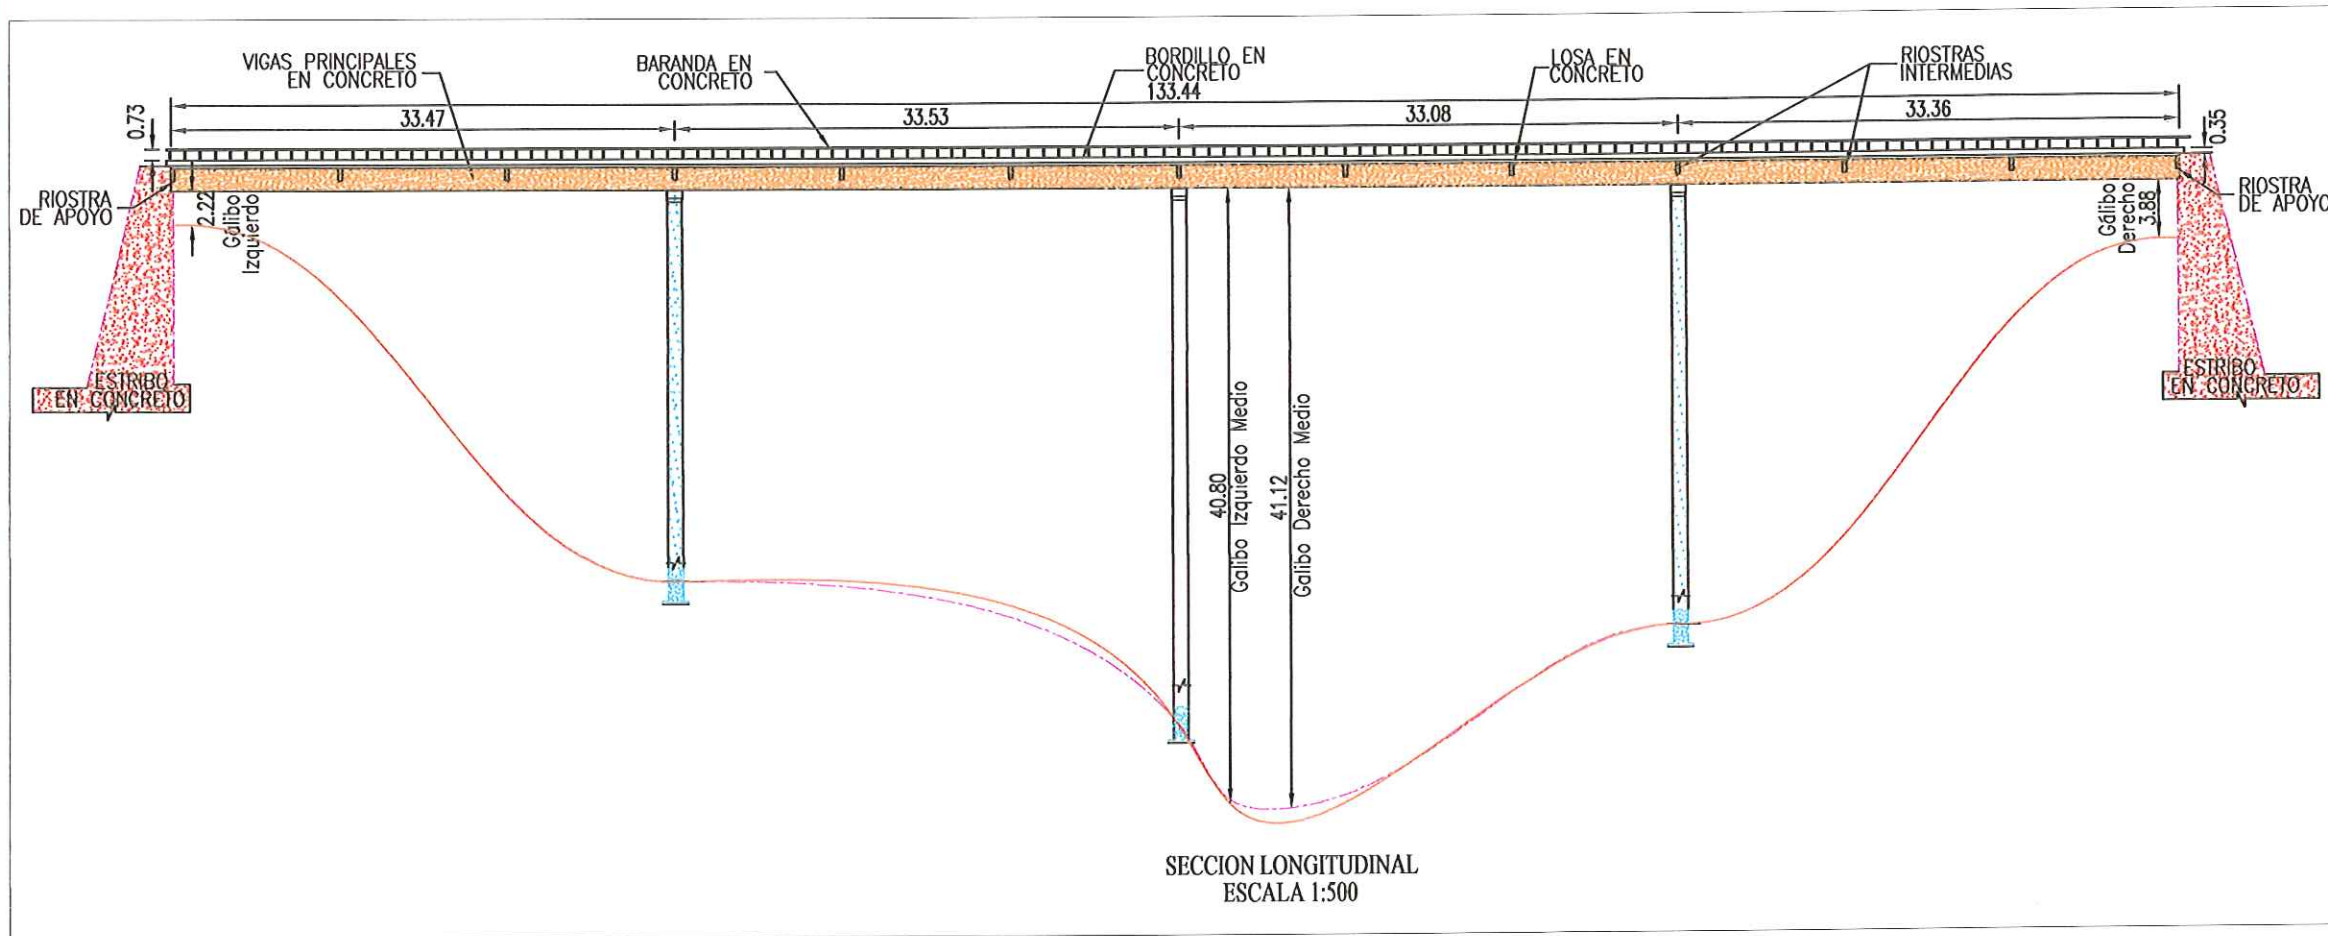 VIGAS PRINCIPALES
EN CONCRETO
BARANDA EN
CONCRETO
BORDILLO EN
CONCRETO
LOSA EN
CONCRETO
RIOSTRAS
INTERMEDIAS
133.44
33.47
33.53
33.08
33.36
0.73
0.35
RIOSTRA
DE APOYO
2.22
Gálibo
Izquierdo
Gálibo
Derecho
3.88
RIOSTRA
DE APOYO
ESTRIBO
EN CONCRETO
40.80
Galibo Izquierdo Medio
41.12
Galibo Derecho Medio
ESTRIBO
EN CONCRETO
SECCION LONGITUDINAL
ESCALA 1:500